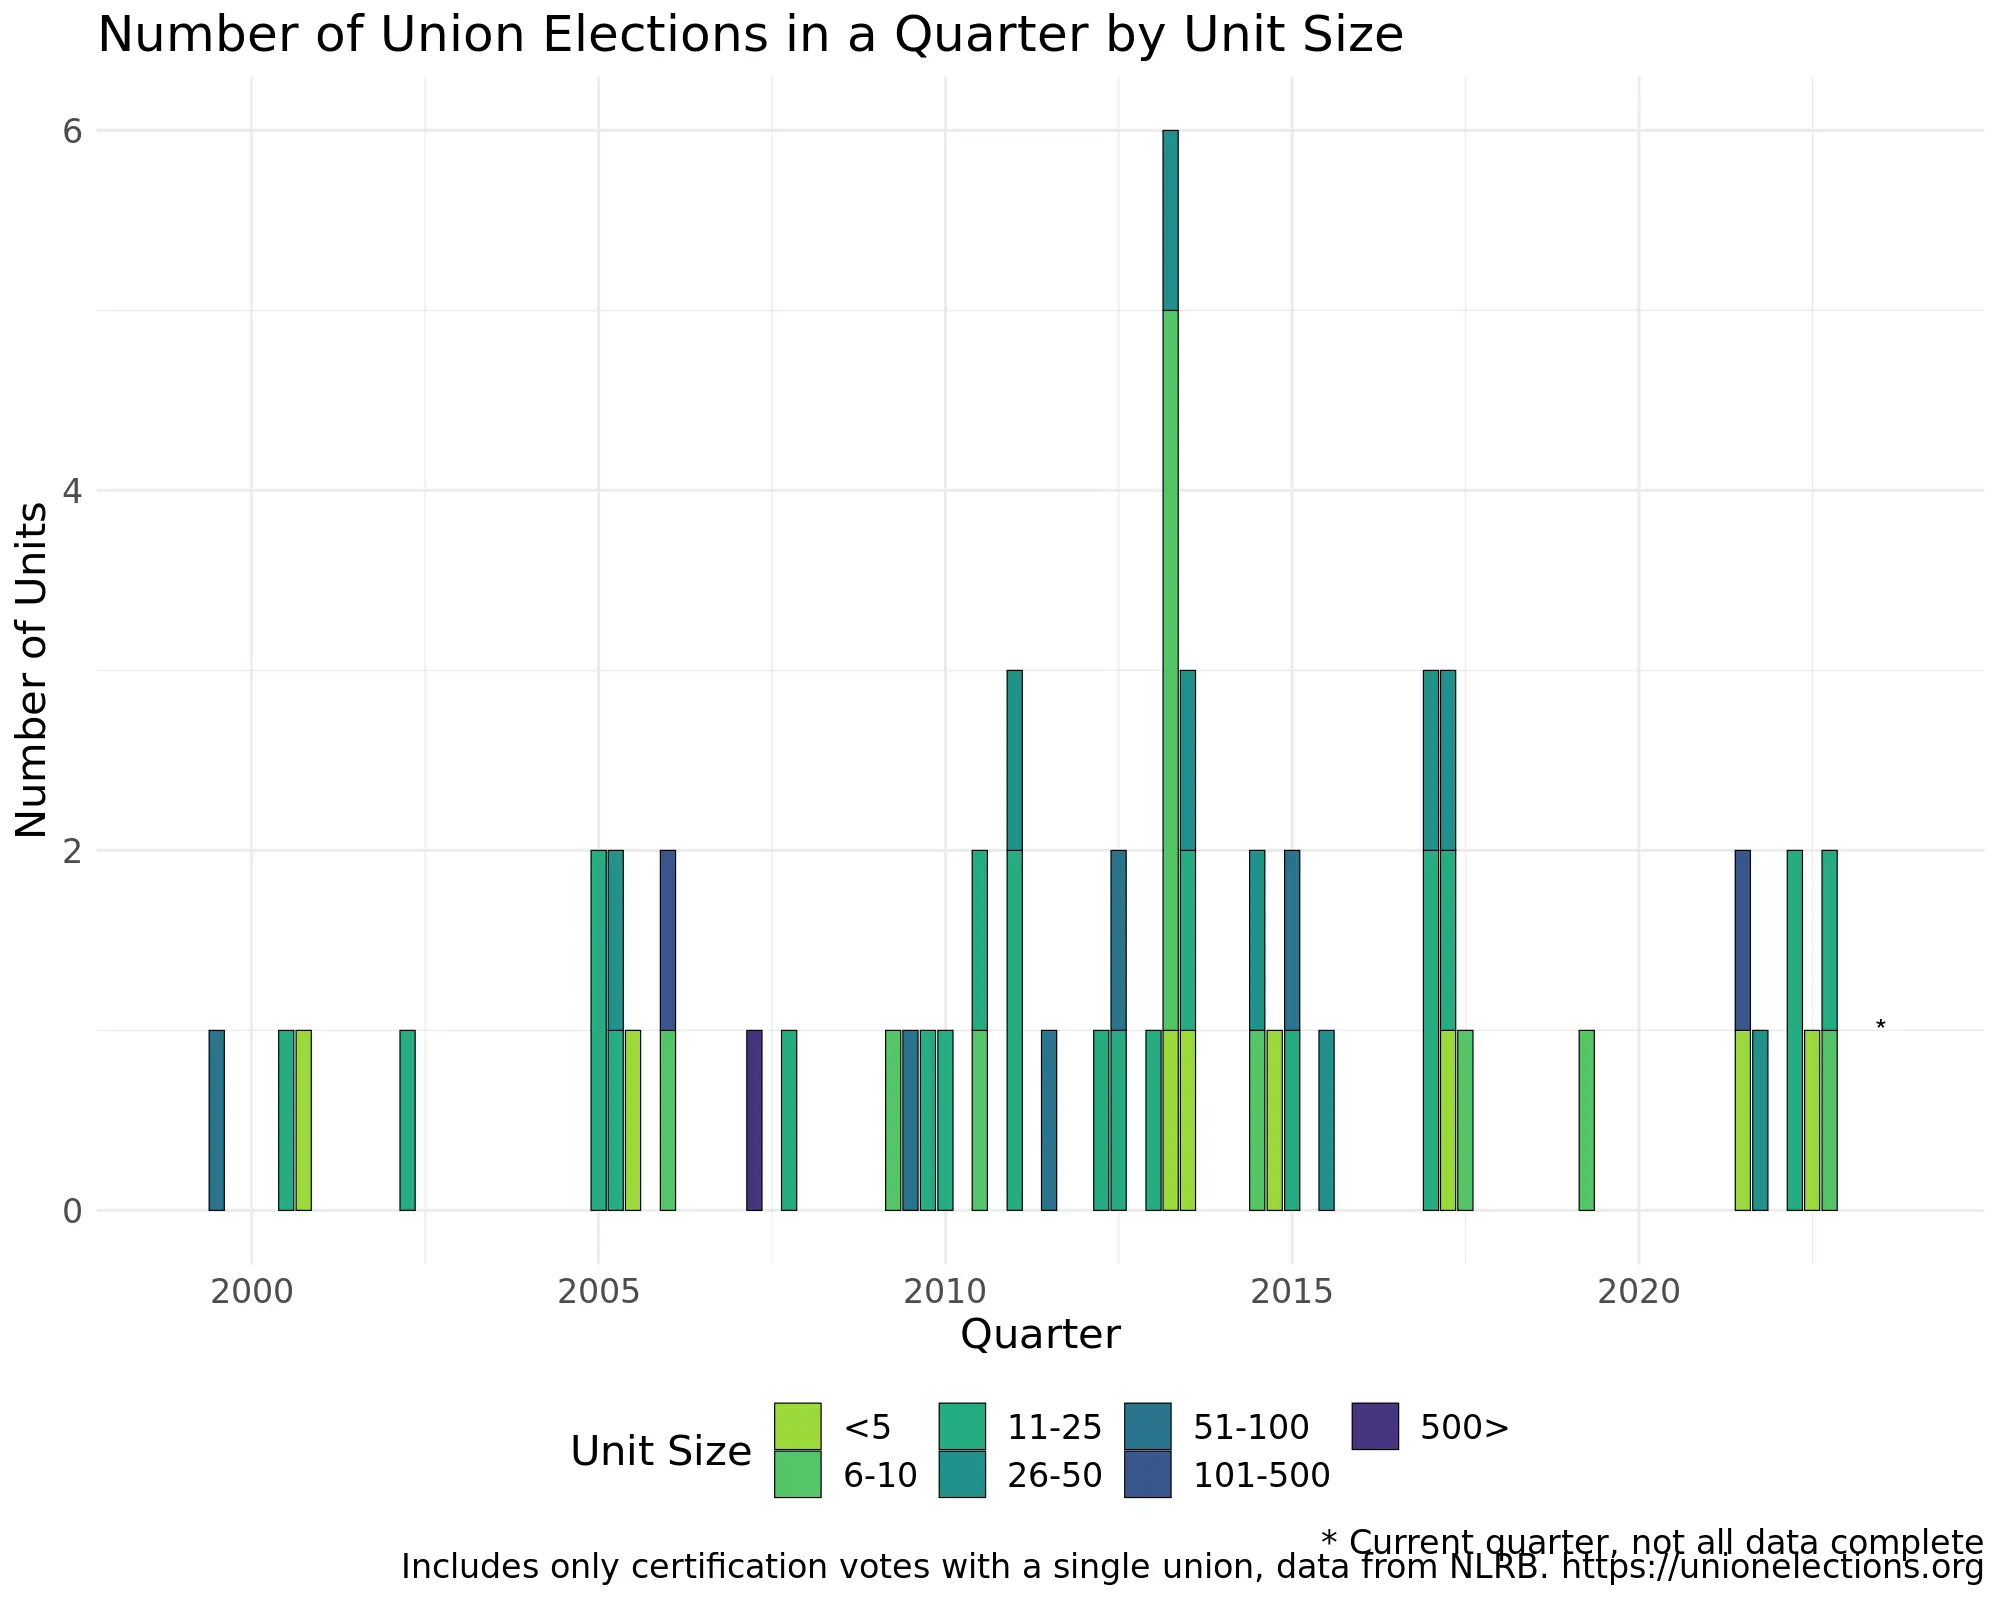 Number of Union Elections in a Quarter by Unit Size
6
4
2
0
Number of Units
*
2000 2005 2010 2015 2020
Quarter
Unit Size
<5 11-25 51-100 500>
6-10 26-50 101-500
* Current quarter, not all data complete
Includes only certification votes with a single union, data from NLRB. https://unionelections.org